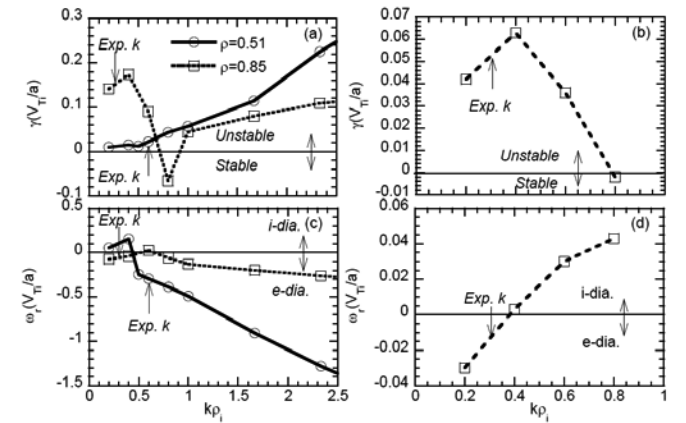 0.3
0.2
0.1
0
-0.1
γ(V_Ti/a)
Exp. k
ρ=0.51
ρ=0.85
(a)
Unstable
Stable
Exp. k
0.07
0.06
0.05
0.04
0.03
0.02
0.01
0
-0.01
γ(V_Ti/a)
(b)
Exp. k
Unstable
Stable
0.5
0
-0.5
-1
-1.5
ω_r(V_Ti/a)
Exp. k
(c)
i-dia.
e-dia.
Exp. k
0 0.5 1 1.5 2 2.5
kρ_i
0.06
0.04
0.02
0
-0.02
-0.04
ω_r(V_Ti/a)
(d)
Exp. k
i-dia.
e-dia.
0 0.2 0.4 0.6 0.8 1
kρ_i